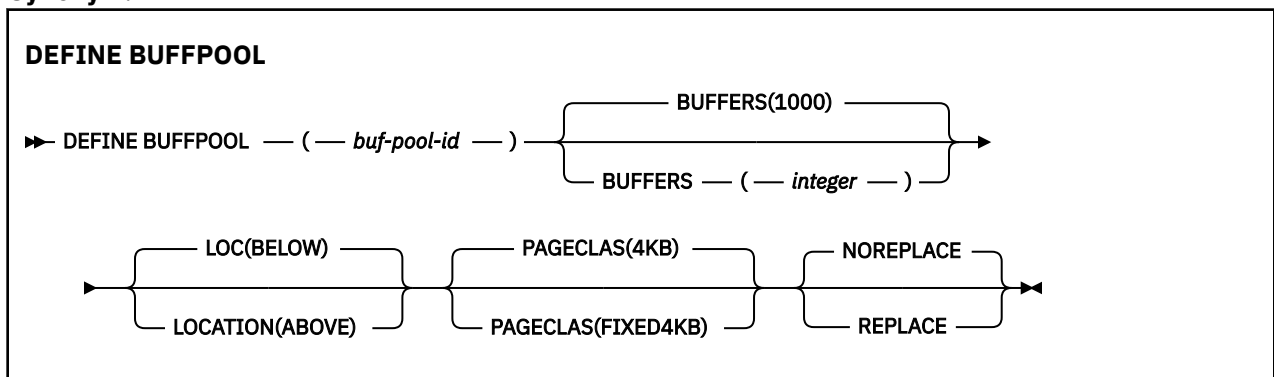 DEFINE BUFFPOOL
BUFFERS(1000)
DEFINE BUFFPOOL ( buf-pool-id )
BUFFERS ( integer )
LOC(BELOW) PAGECLAS(4KB) NOREPLACE
LOCATION(ABOVE) PAGECLAS(FIXED4KB) REPLACE